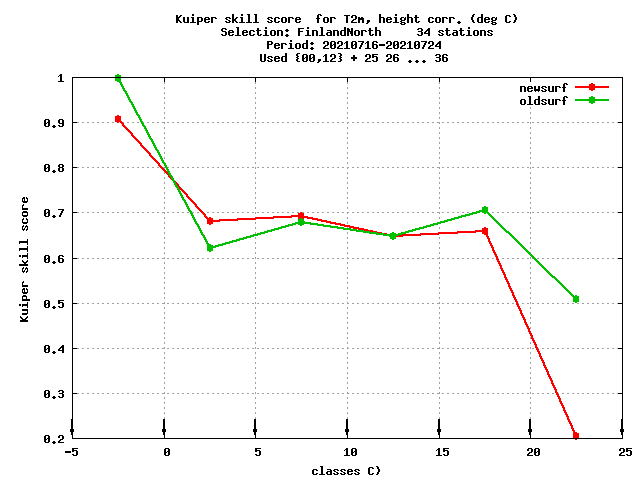 Kuiper skill score for T2m, height corr. (deg C)
Selection: FinlandNorth 34 stations
Period: 20210716-20210724
Used {00,12} + 25 26 ... 36
newsurf
oldsurf
1
0.9
0.8
0.7
0.6
0.5
0.4
0.3
0.2
Kuiper skill score
-5 0 5 10 15 20 25
classes C)